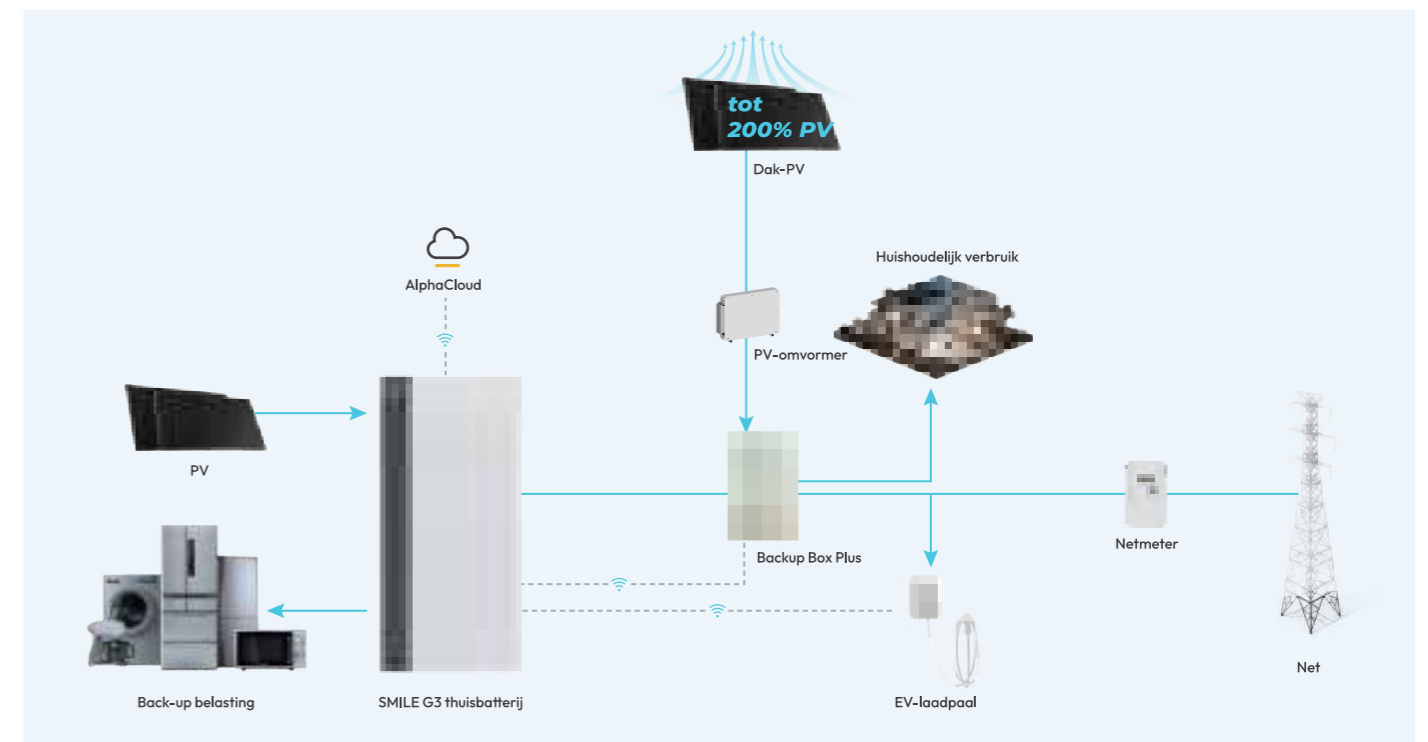 tot
200% PV
Dak-PV
Huishoudelijk verbruik
AlphaCloud
PV-omvormer
PV
Backup Box Plus
Netmeter
Net
Back-up belasting
SMILE G3 thuisbatterij
EV-laadpaal